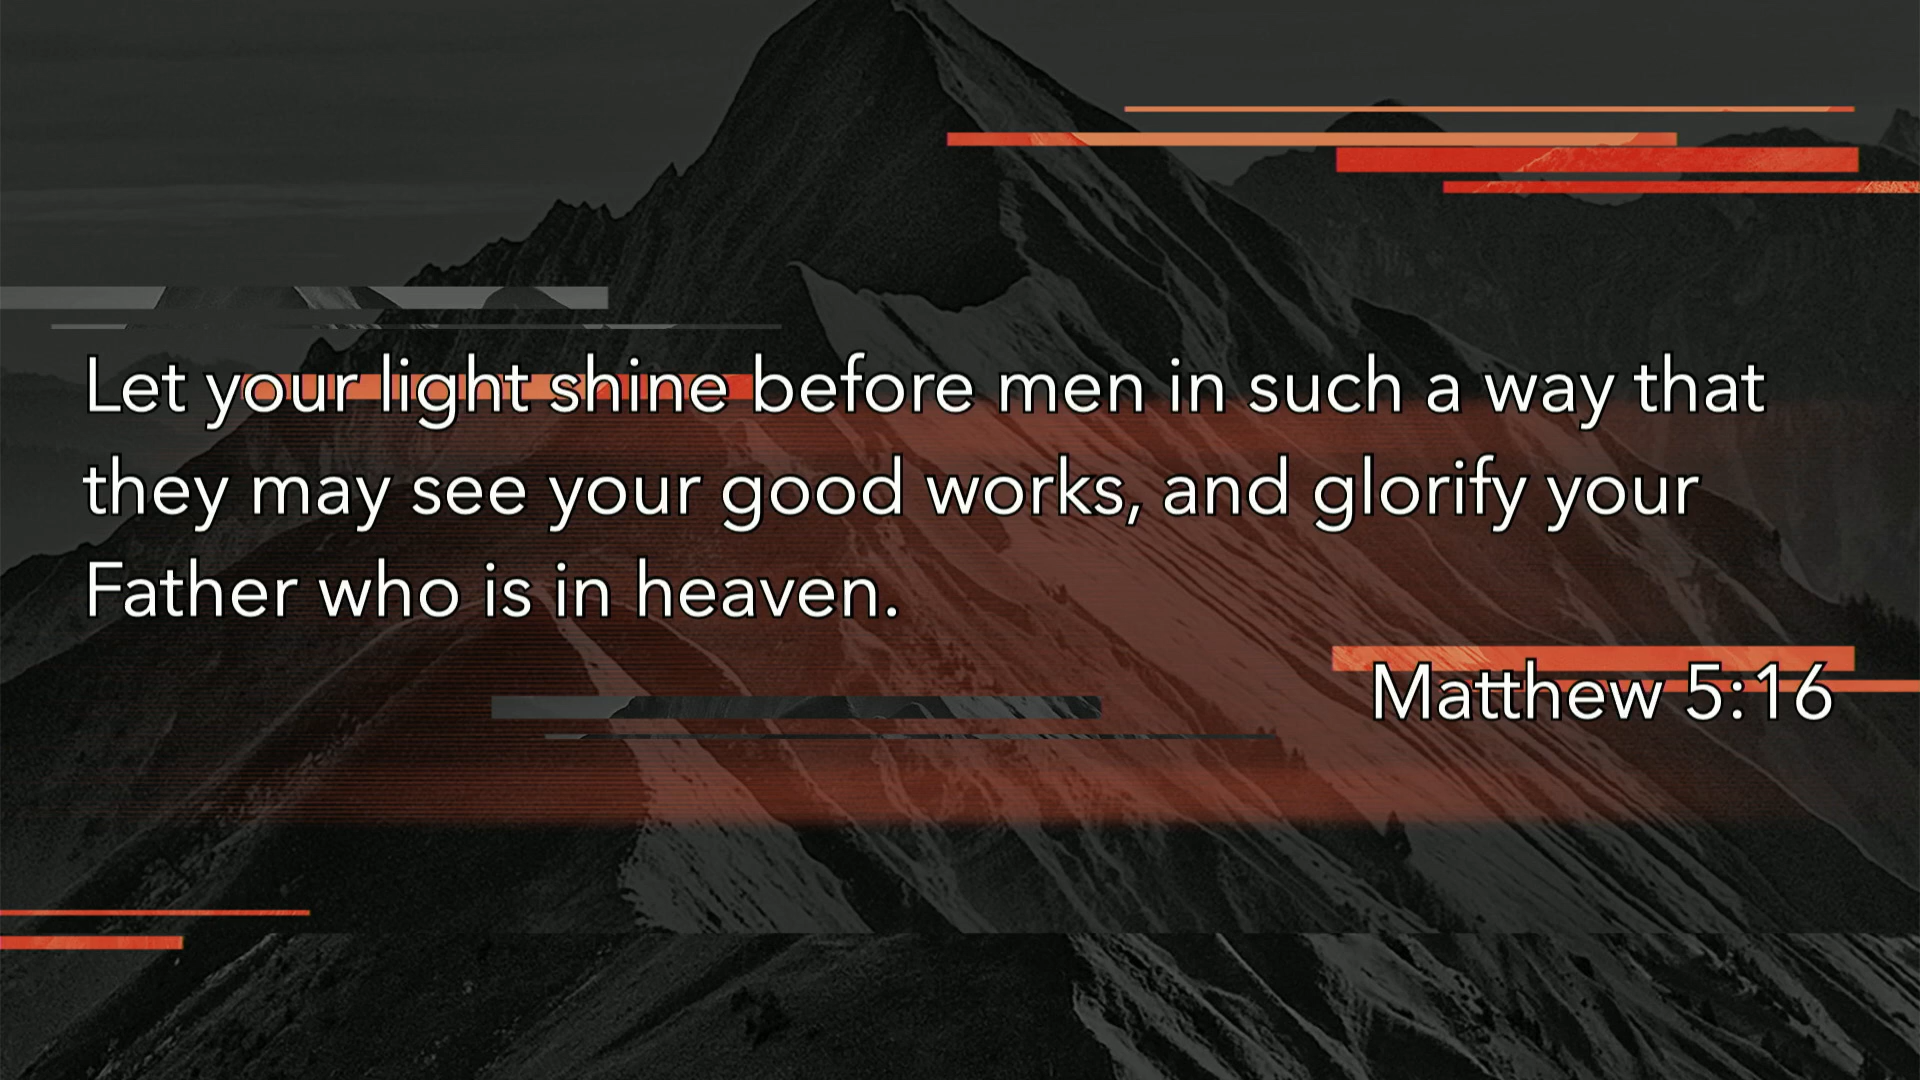 Let your light shine before men in such a way that
they may see your good works, and glorify your
Father who is in heaven.
Matthew 5:16